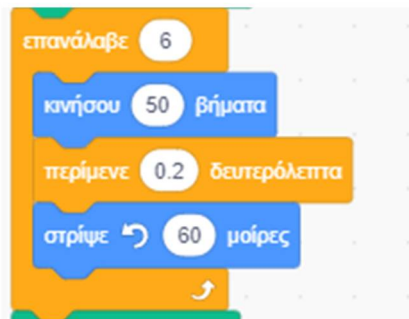 επανάλαβε 6
κινήσου 50 βήματα
περίμενε 0.2 δευτερόλεπτα
στρίψε 60 μοίρες